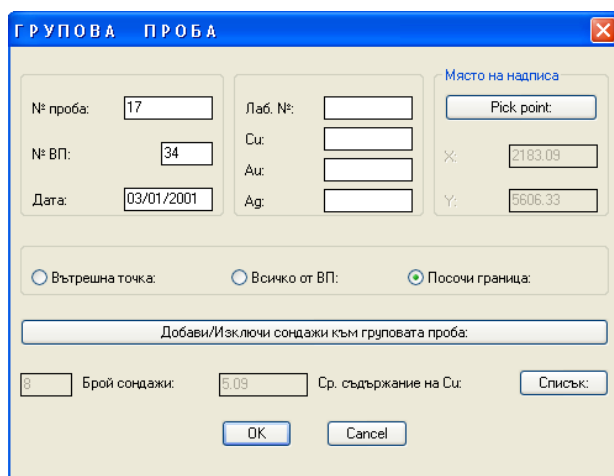 ГРУПОВА ПРОБА
Място на надписа
№ проба: 17
Лаб. №:
Pick point:
Cu:
№ ВП: 34
X: 2183.09
Au:
Дата: 03/01/2001
Ag:
Y: 5606.33
Вътрешна точка: Всичко от ВП: Посочи граница:
Добави/Изключи сондажи към груповата проба:
8 Брой сондажи: 5.09 Ср. съдържание на Cu: Списък:
OK Cancel